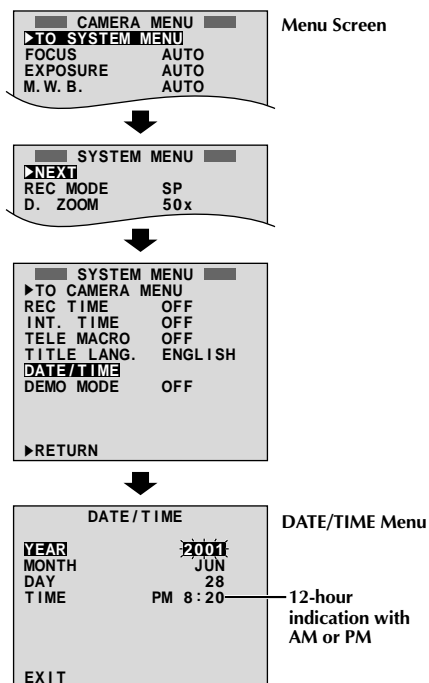 CAMERA MENU
Menu Screen
▶TO SYSTEM MENU
FOCUS AUTO
EXPOSURE AUTO
M.W.B. AUTO
SYSTEM MENU
▶NEXT
REC MODE SP
D. ZOOM 50x
SYSTEM MENU
▶TO CAMERA MENU
REC TIME OFF
INT. TIME OFF
TELE MACRO OFF
TITLE LANG. ENGLISH
DATE/TIME
DEMO MODE OFF
▶RETURN
DATE/TIME
DATE/TIME Menu
YEAR 2001
MONTH JUN
DAY 28
TIME PM 8:20
12-hour
indication with
AM or PM
EXIT